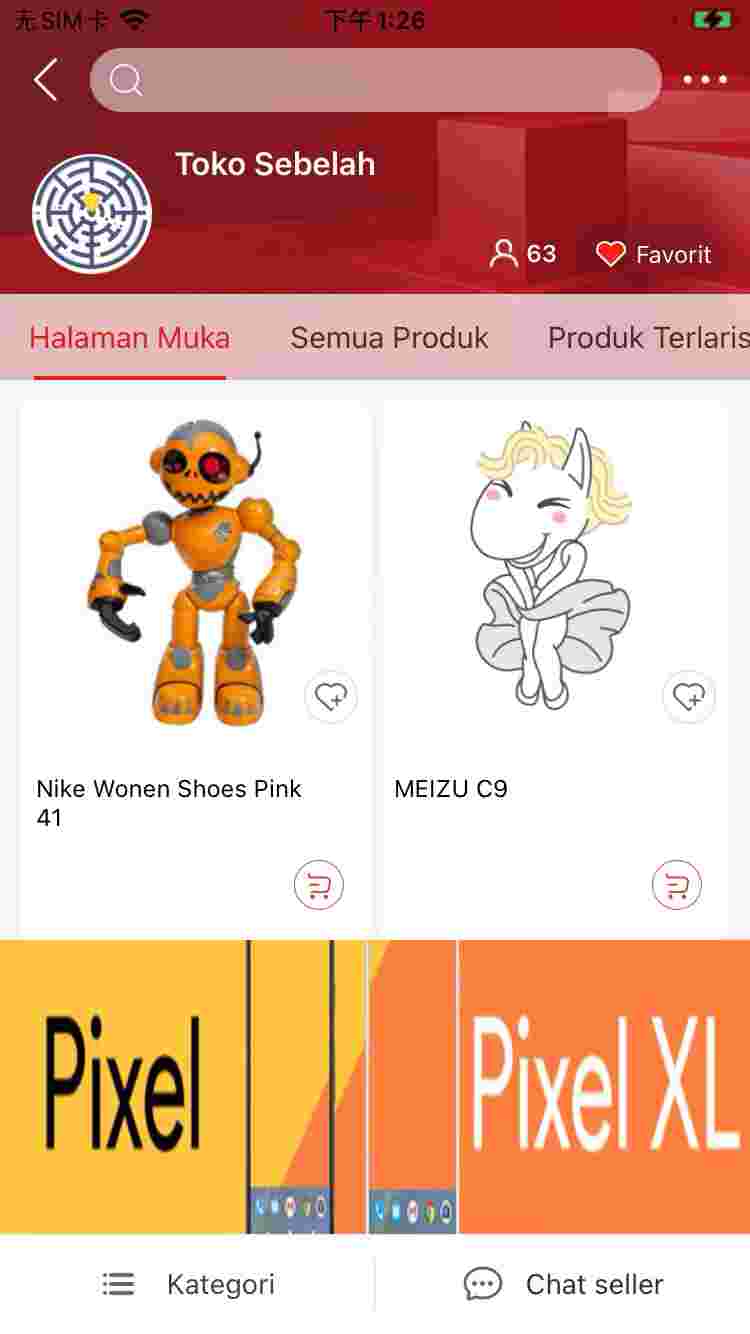 无SIM卡 下午1:26
Toko Sebelah
63 Favorit
Halaman Muka Semua Produk Produk Terlaris
Nike Wonen Shoes Pink
41
MEIZU C9
Pixel Pixel XL
Kategori Chat seller